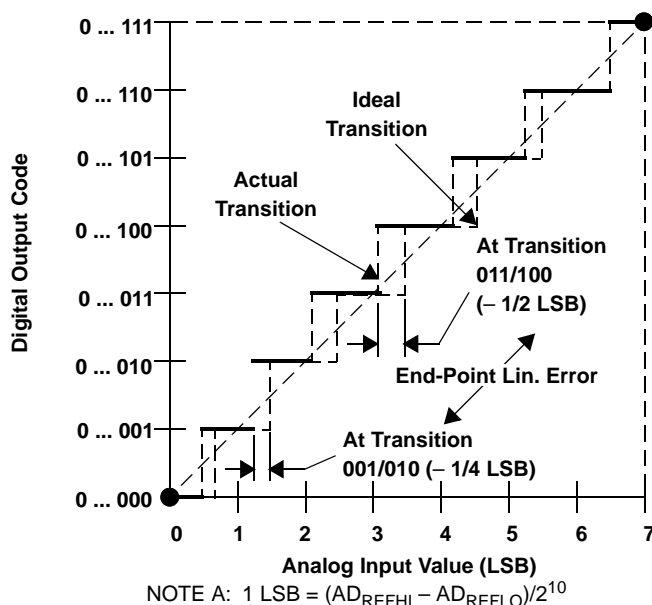 0 ... 111
0 ... 110
0 ... 101
0 ... 100
0 ... 011
0 ... 010
0 ... 001
0 ... 000
Digital Output Code
Ideal
Transition
Actual
Transition
At Transition
011/100
(– 1/2 LSB)
End-Point Lin. Error
At Transition
001/010 (– 1/4 LSB)
0 1 2 3 4 5 6 7
Analog Input Value (LSB)
NOTE A: 1 LSB = (AD_REFHI – AD_REFLO)/2^10